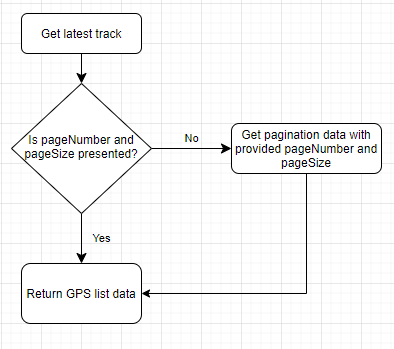 Get latest track
Is pageNumber and
pageSize presented?
No
Get pagination data with
provided pageNumber and
pageSize
Yes
Return GPS list data